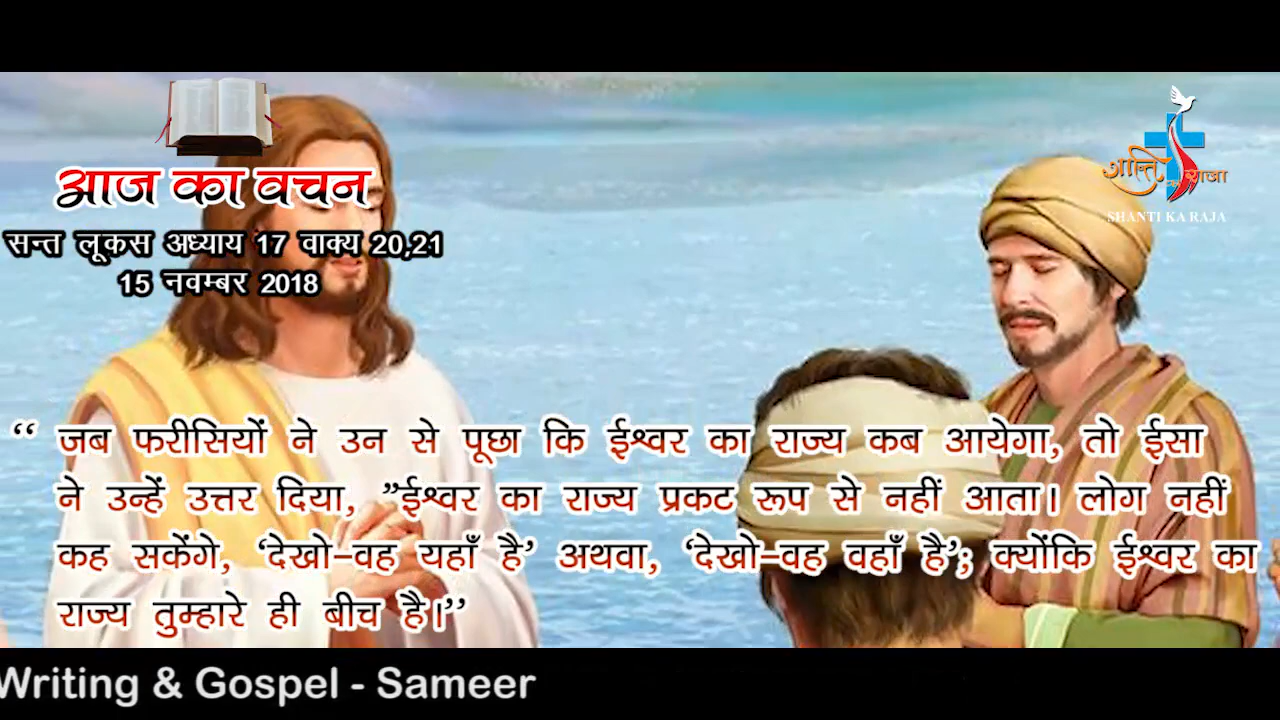 आज का वचन
सन्त लूकस अध्याय 17 वाक्य 20,21
15 नवम्बर 2018
शान्ति का राजा
SHANTI KA RAJA
“ जब फरीसियों ने उन से पूछा कि ईश्वर का राज्य कब आयेगा, तो ईसा
ने उन्हें उत्तर दिया, ”ईश्वर का राज्य प्रकट रूप से नहीं आता। लोग नहीं
कह सकेंगे, ‘देखो-वह यहाँ है’ अथवा, ‘देखो-वह वहाँ है’; क्योंकि ईश्वर का
राज्य तुम्हारे ही बीच है।”
Writing & Gospel - Sameer